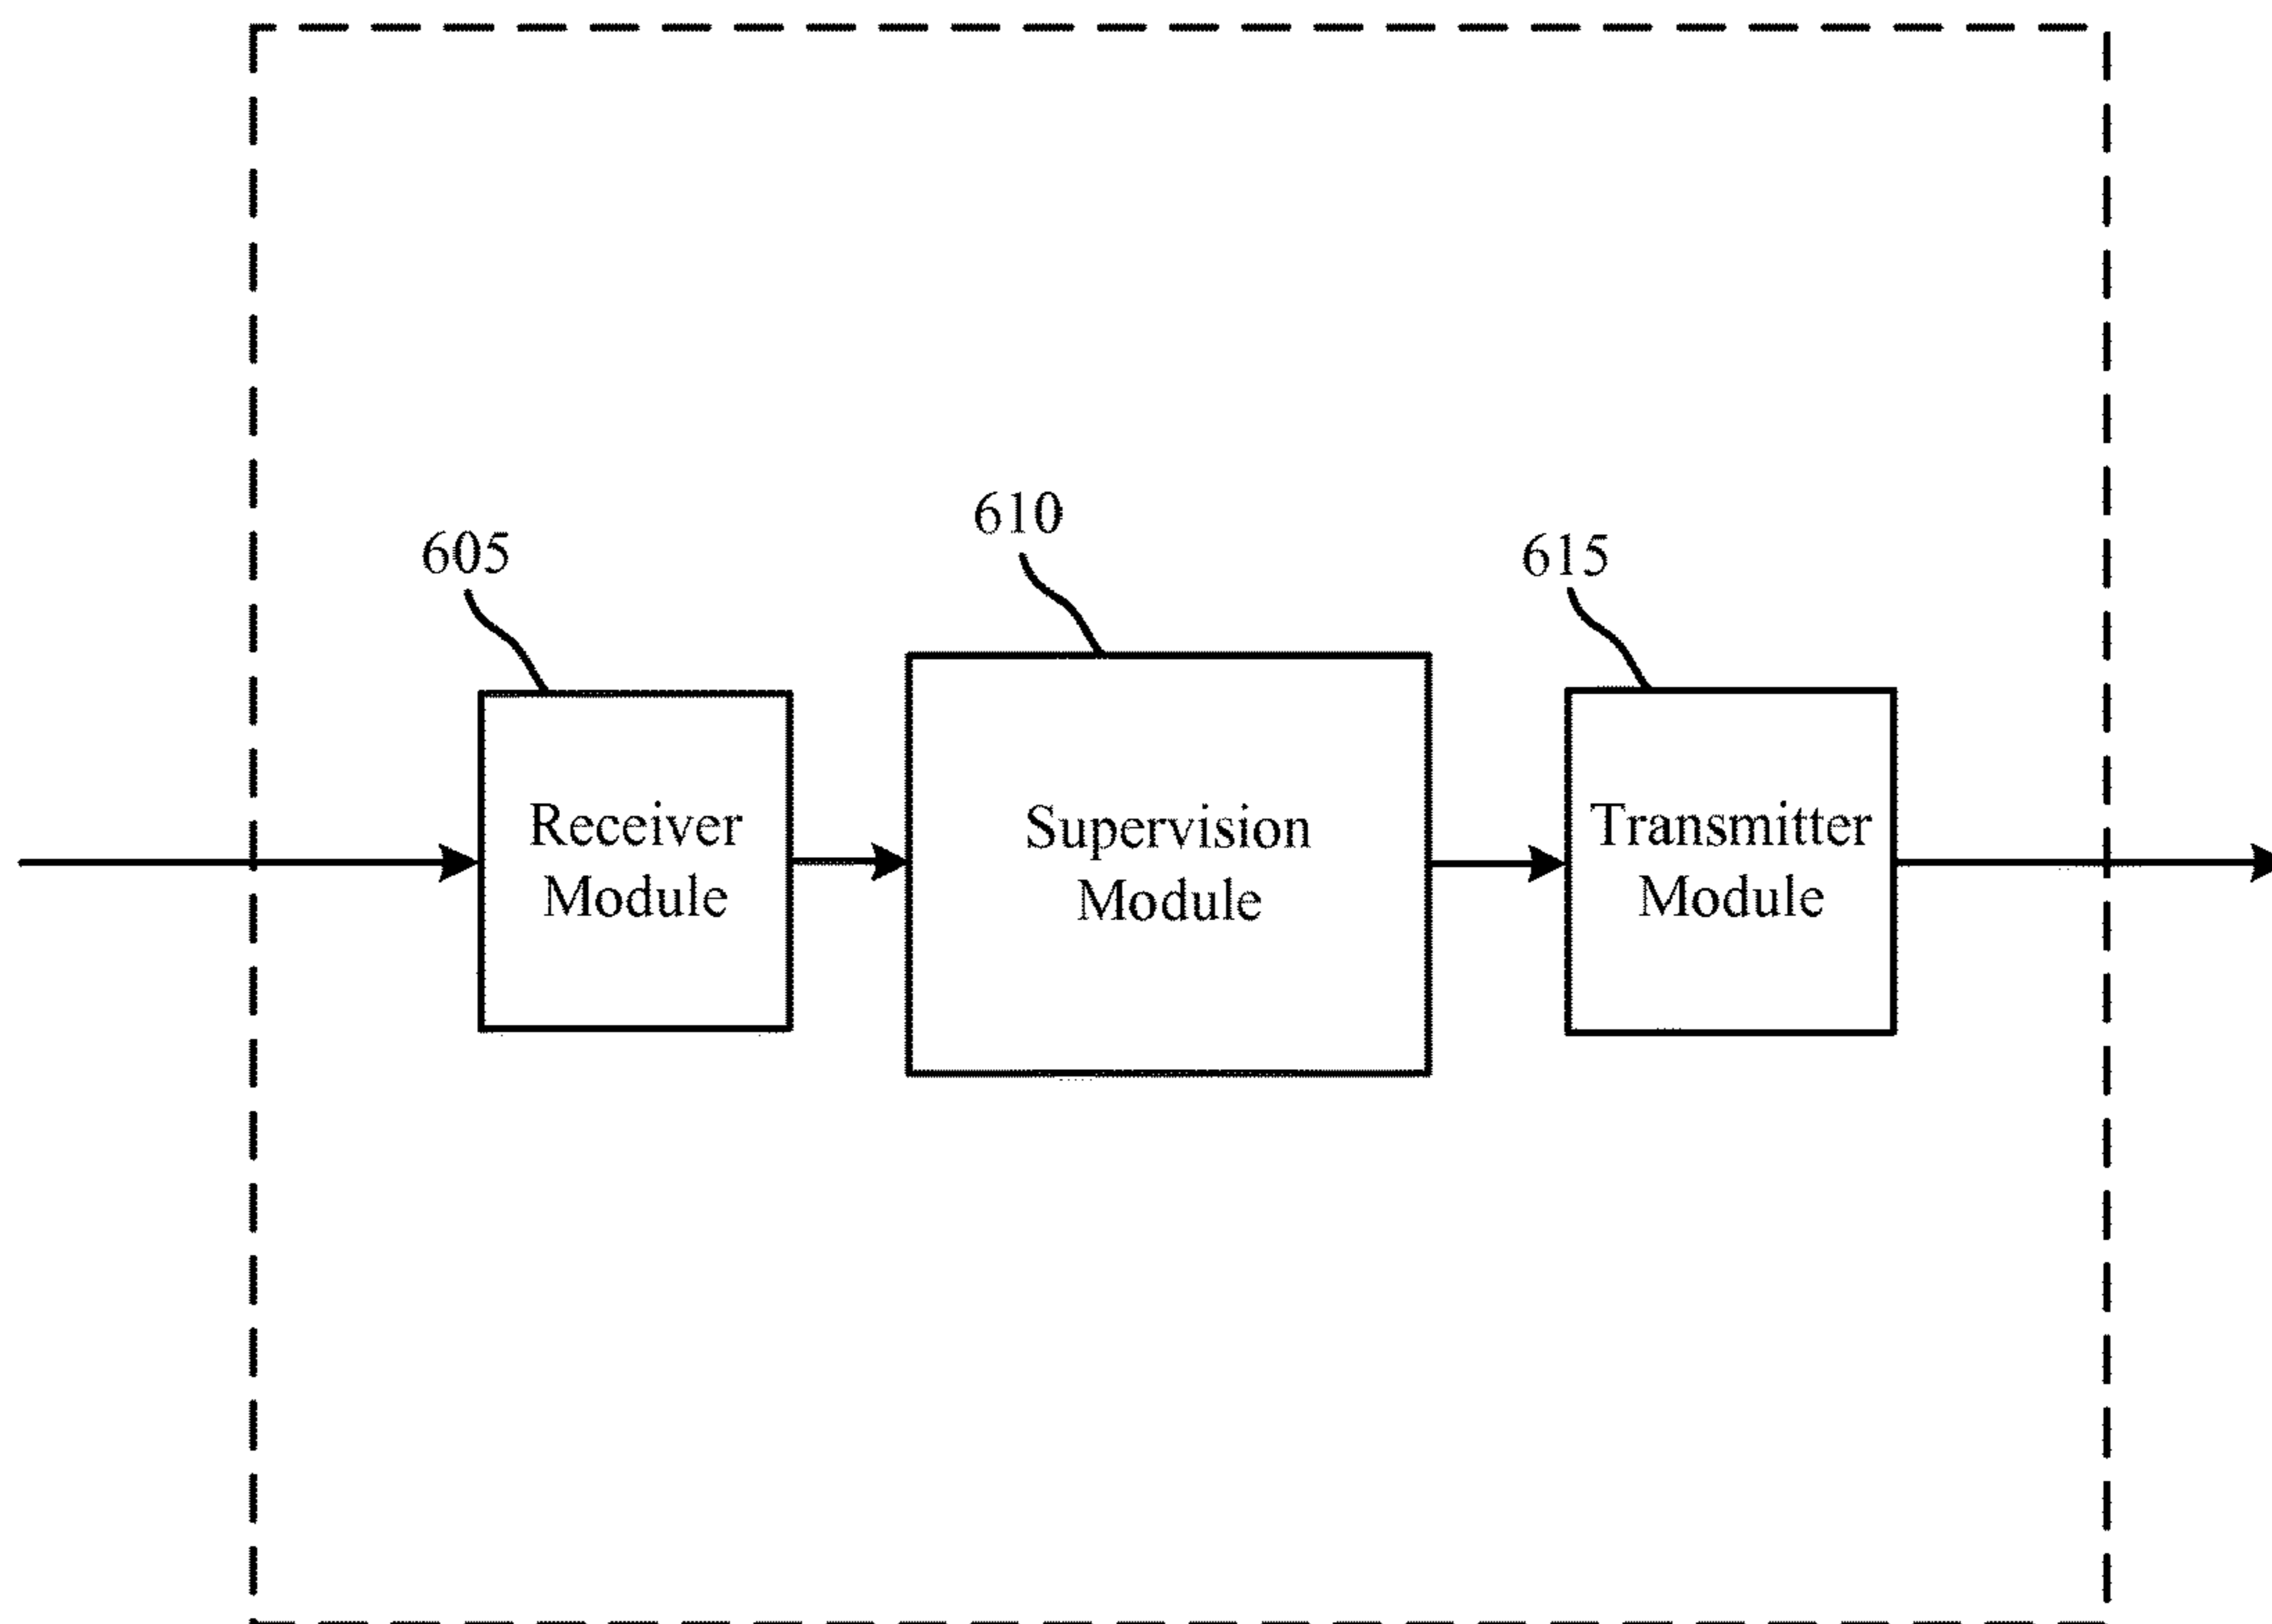 610
605
615
Receiver
Module
Supervision
Module
Transmitter
Module